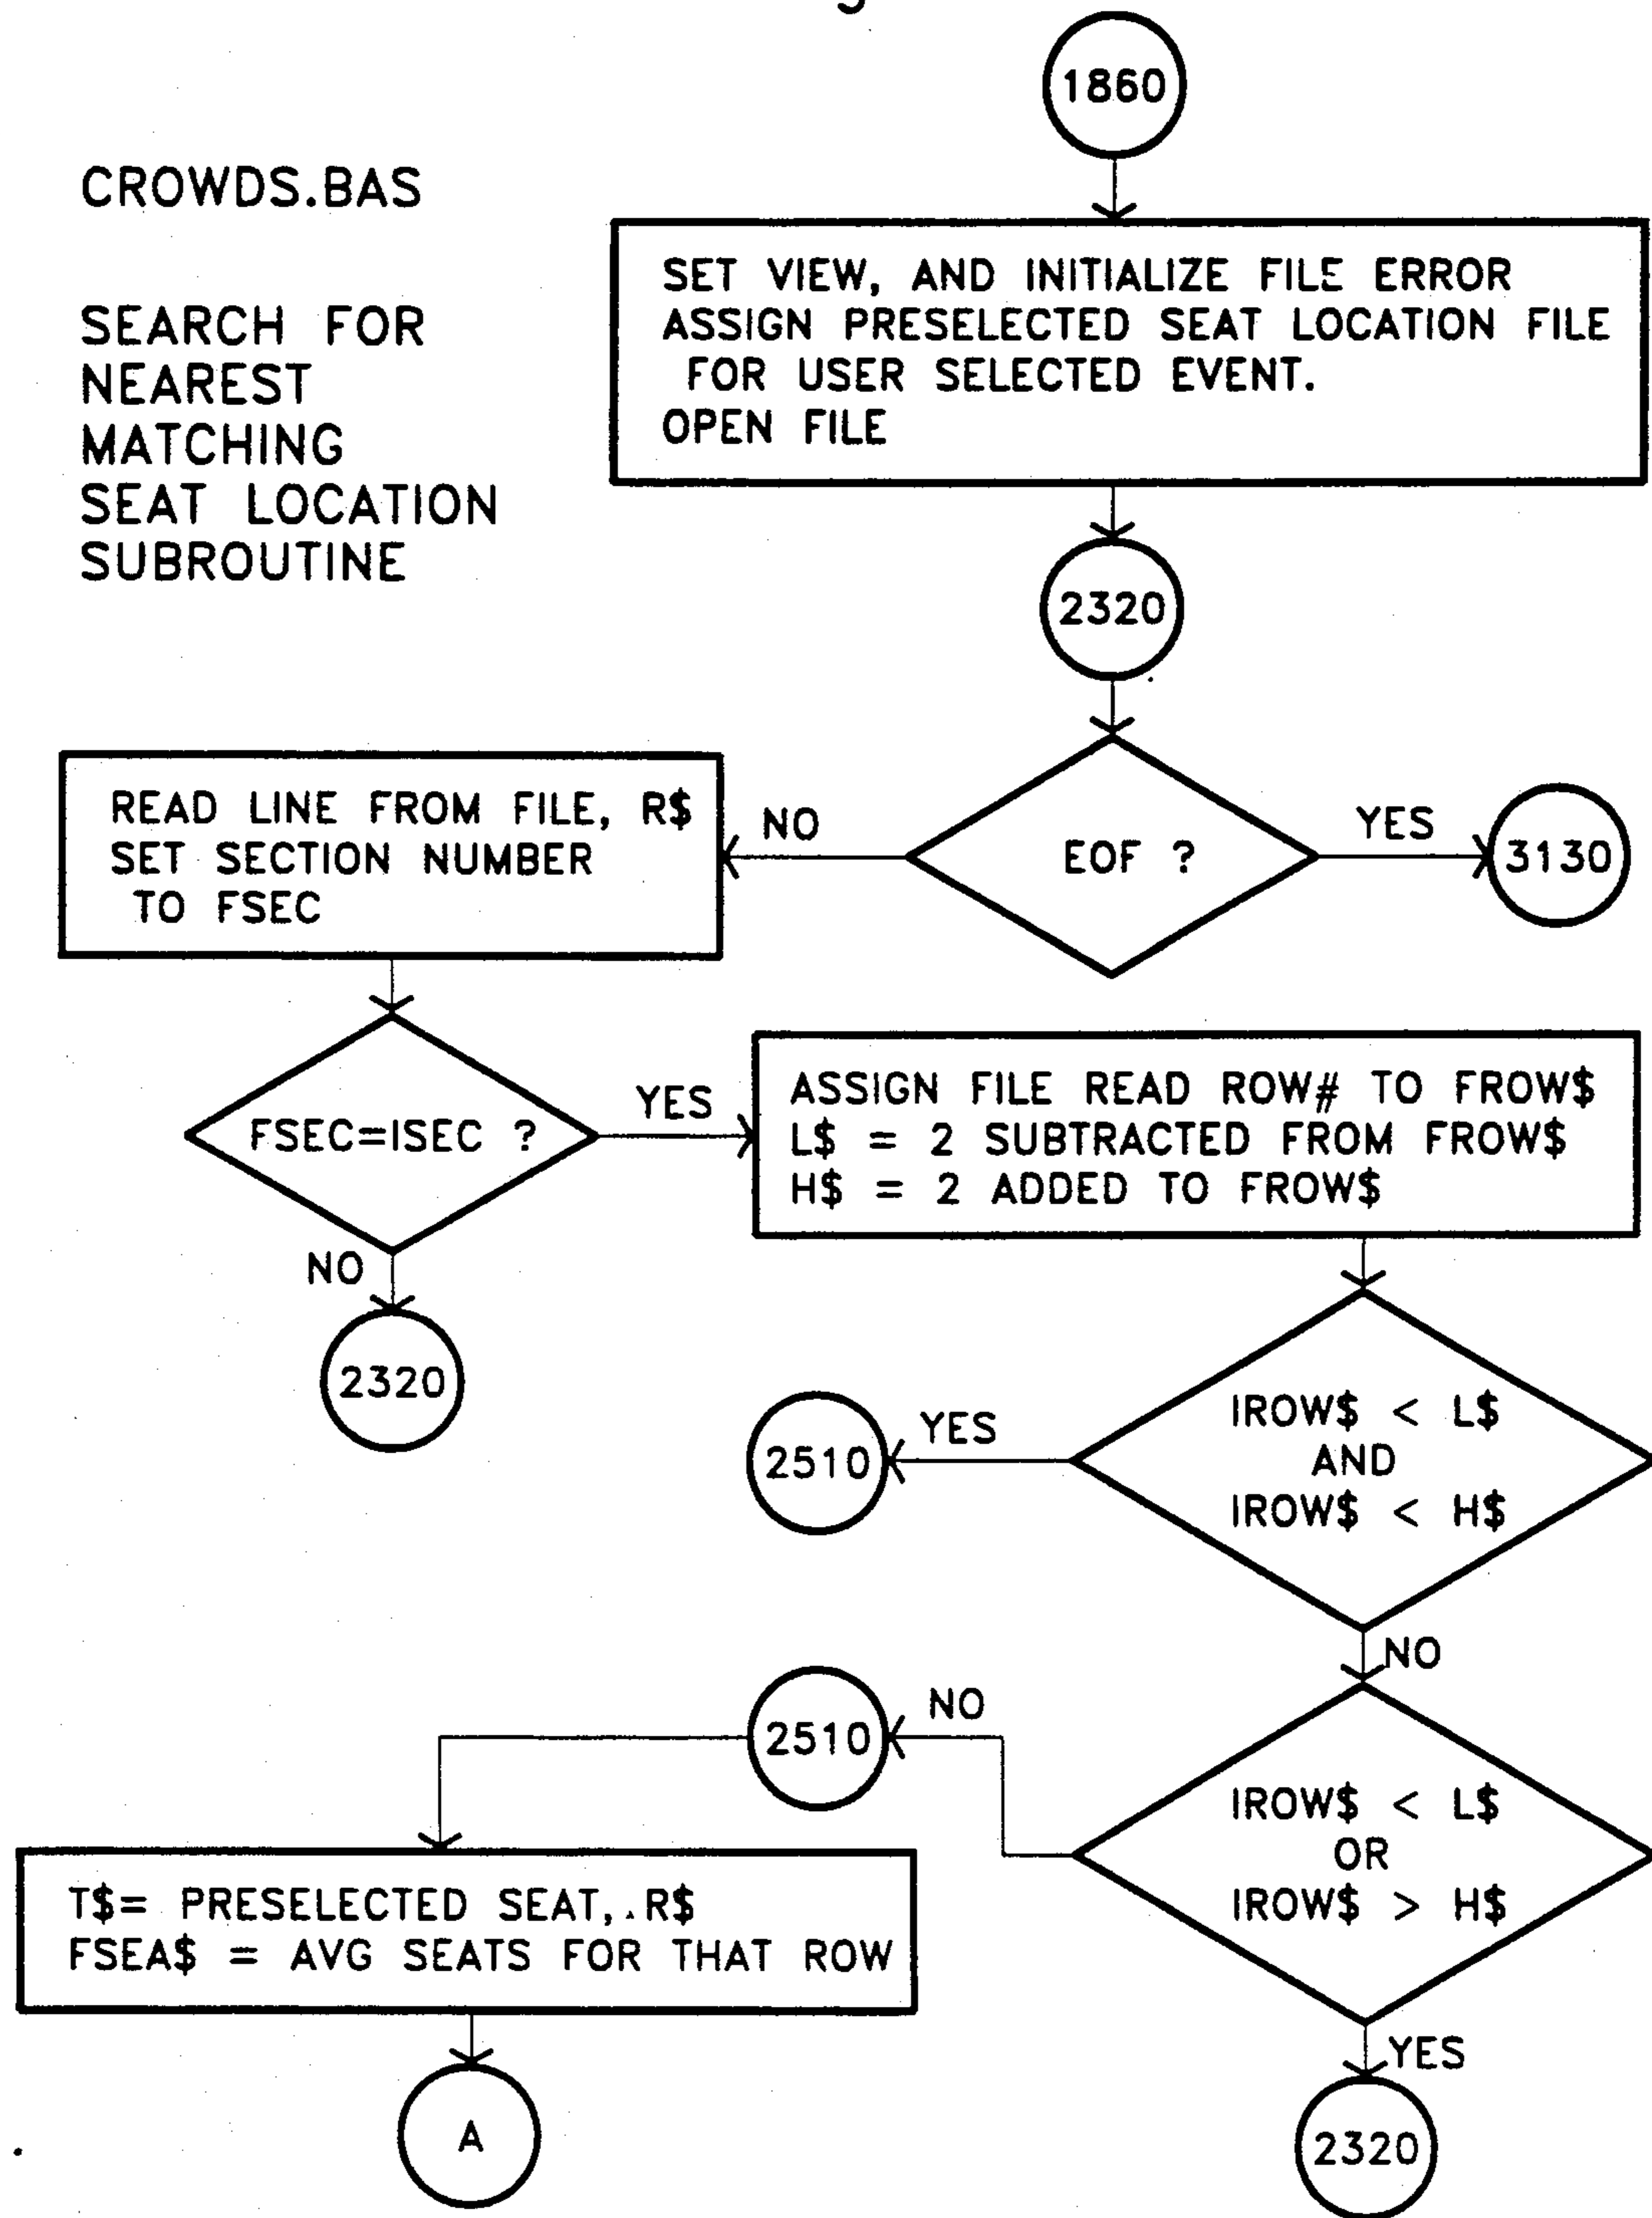 1860
CROWDS.BAS
SEARCH FOR
NEAREST
MATCHING
SEAT LOCATION
SUBROUTINE
SET VIEW, AND INITIALIZE FILE ERROR
ASSIGN PRESELECTED SEAT LOCATION FILE
FOR USER SELECTED EVENT.
OPEN FILE
2320
EOF ?
NO
YES
3130
READ LINE FROM FILE, R$
SET SECTION NUMBER
TO FSEC
FSEC=ISEC ?
YES
NO
2320
ASSIGN FILE READ ROW# TO FROW$
L$ = 2 SUBTRACTED FROM FROW$
H$ = 2 ADDED TO FROW$
IROW$ < L$
AND
IROW$ < H$
YES
2510
NO
IROW$ < L$
OR
IROW$ > H$
NO
2510
YES
2320
T$= PRESELECTED SEAT, R$
FSEA$ = AVG SEATS FOR THAT ROW
A